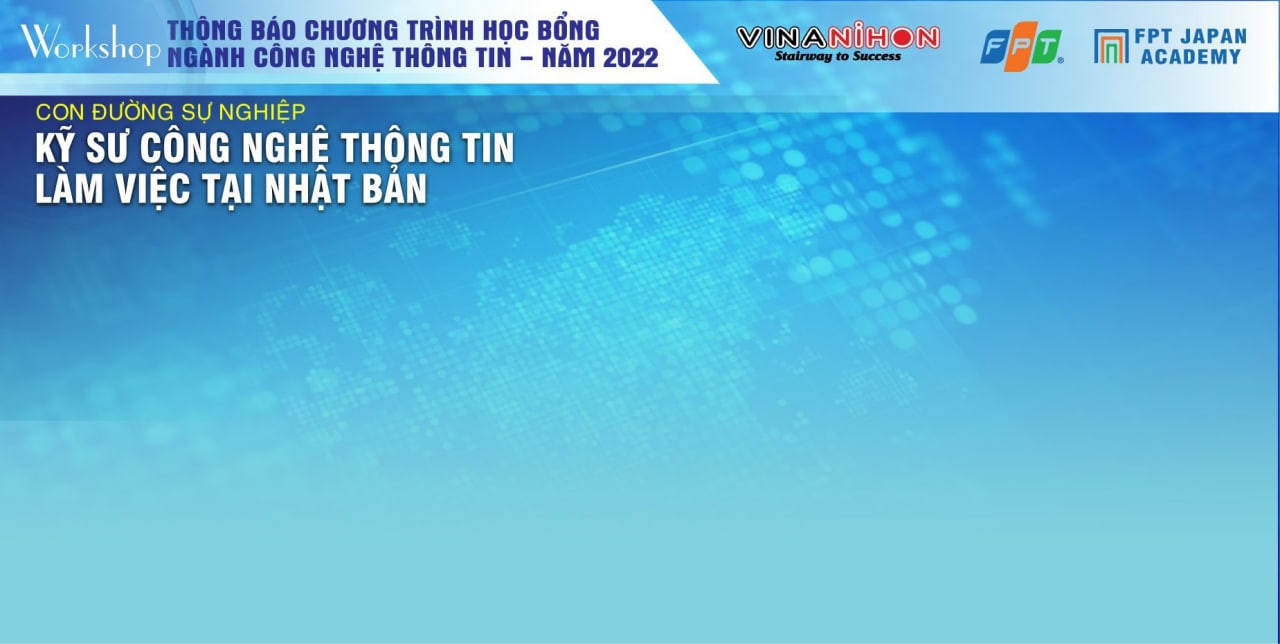 Workshop
THÔNG BÁO CHƯƠNG TRÌNH HỌC BỔNG
NGÀNH CÔNG NGHỆ THÔNG TIN – NĂM 2022
VINANIHON
Stairway to Success
FPT
FPT JAPAN
ACADEMY
CON ĐƯỜNG SỰ NGHIỆP
KỸ SƯ CÔNG NGHỆ THÔNG TIN
LÀM VIỆC TẠI NHẬT BẢN